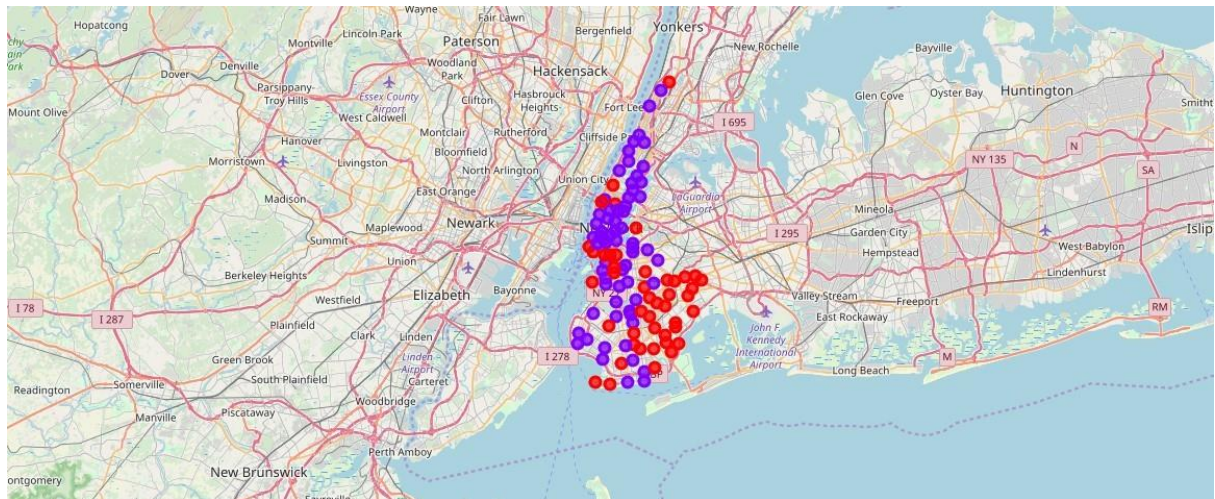 Hopatcong
Wayne
Fair Lawn
Bergenfield
Yonkers
Lincoln Park
Montville
Paterson
New Rochelle
Bayville
Denville
Woodland
Park
Dover
Parsippany-
Troy Hills
Hackensack
Glen Cove
Oyster Bay
Huntington
Essex County
Airport
Clifton
Hasbrouck
Heights
Fort Lee
Mount Olive
West Caldwell
Rutherford
I 695
Montclair
Bloomfield
Hanover
NY 135
N
Morristown
Livingston
North Arlington
Union City
SA
East Orange
LaGuardia
Airport
Madison
Newark
Mineola
Maplewood
I 295
Garden City
Summit
Hempstead
West Babylon
Islip
Union
Berkeley Heights
Lindenhurst
Elizabeth
Bayonne
Valley Stream
Freeport
Westfield
I 78
I 287
East Rockaway
RM
Plainfield
Clark
Linden
John F.
Kennedy
International
Airport
Green Brook
Linden
Airport
I 278
M
Long Beach
South Plainfield
Carteret
Readington
Somerville
Woodbridge
Manville
Piscataway
Perth Amboy
New Brunswick